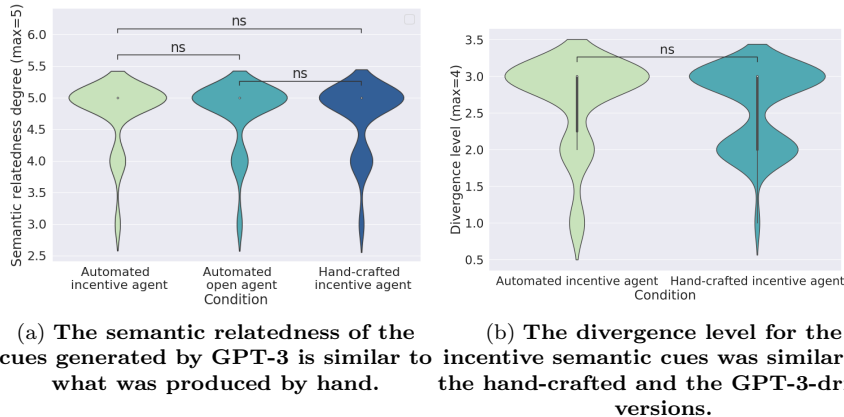 Semantic relatedness degree (max=5)
6.0
5.5
5.0
4.5
4.0
3.5
3.0
2.5
ns
ns
ns
Automated incentive agent
Automated open agent
Hand-crafted incentive agent
Condition
Divergence level (max=4)
3.5
3.0
2.5
2.0
1.5
1.0
0.5
ns
Automated incentive agent
Hand-crafted incentive agent
Condition
(a) The semantic relatedness of the
cues generated by GPT-3 is similar to
what was produced by hand.
(b) The divergence level for the
incentive semantic cues was similar
the hand-crafted and the GPT-3-dr
versions.